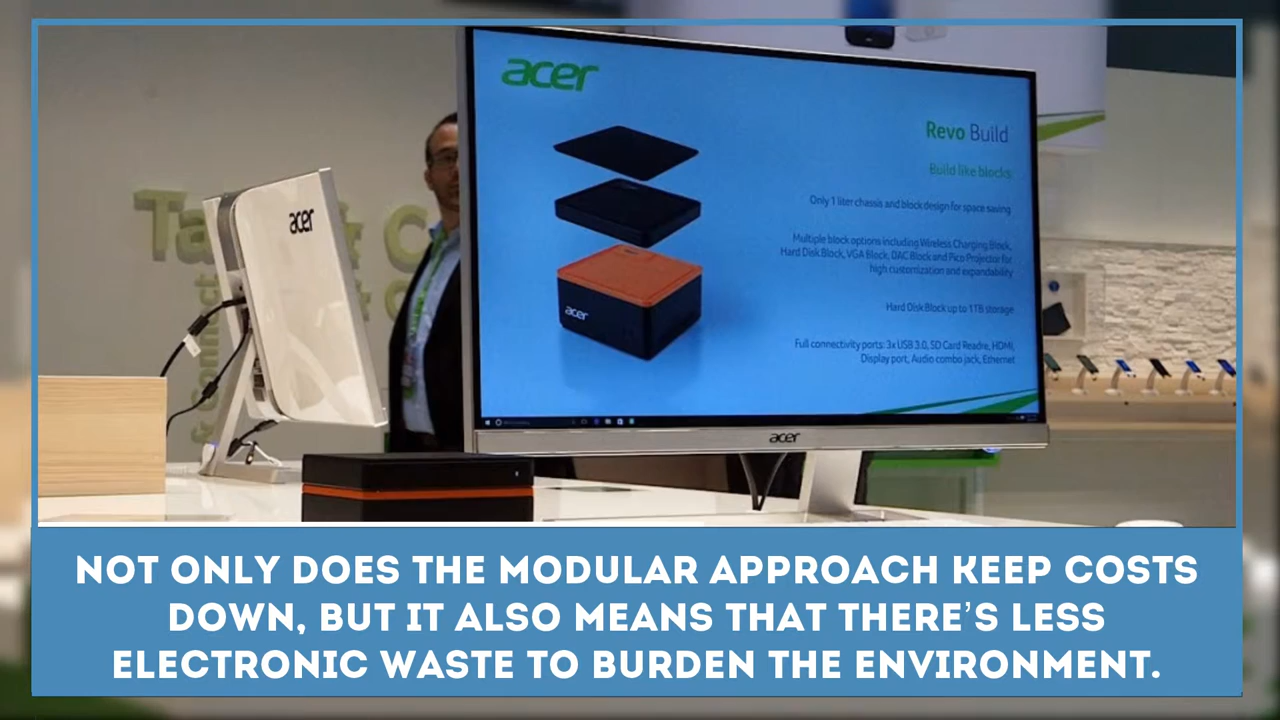 acer
Revo Build
Build like blocks
Only 1 liter chassis and block design for space saving
Multiple block options including Wireless Charging Block,
Hard Disk Block, VGA Block, DAC Block and Pico Projector for
high customization and expandability
Hard Disk Block up to 1TB storage
Full connectivity ports: 3x USB 3.0, SD Card Readre, HDMI,
Display port, Audio combo jack, Ethernet
acer
acer
acer
NOT ONLY DOES THE MODULAR APPROACH KEEP COSTS
DOWN, BUT IT ALSO MEANS THAT THERE'S LESS
ELECTRONIC WASTE TO BURDEN THE ENVIRONMENT.